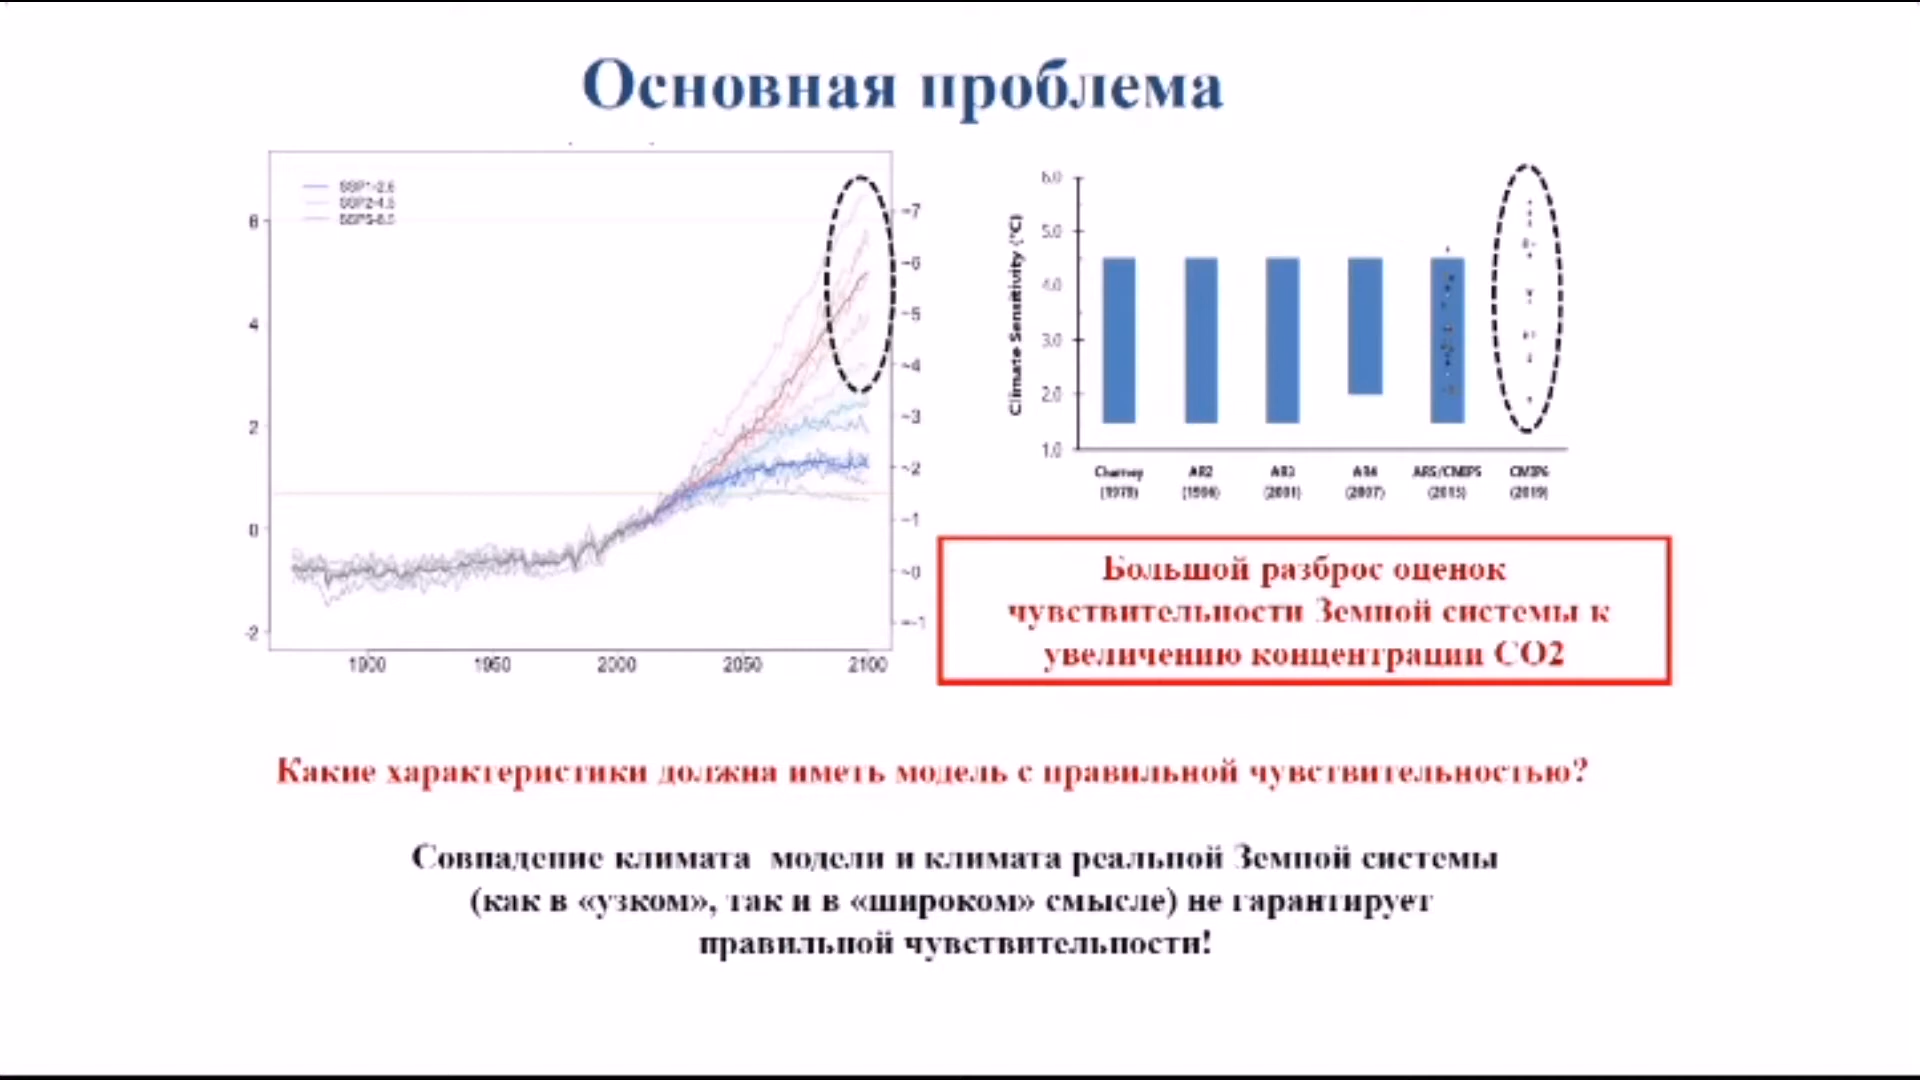 Основная проблема
SSP1-2.6
SSP2-4.5
SSP5-8.5
6
4
2
0
-2
1900 1950 2000 2050 2100
-7
-6
-5
-4
-3
-2
-1
-0
--1
Climate Sensitivity (°C)
6.0
5.0
4.0
3.0
2.0
1.0
Charney AR2 AR3 AR4 AR5/CMIP5 CMIP6
(1979) (1996) (2001) (2007) (2013) (2019)
Большой разброс оценок
чувствительности Земной системы к
увеличению концентрации СО2
Какие характеристики должна иметь модель с правильной чувствительностью?
Совпадение климата модели и климата реальной Земной системы
(как в «узком», так и в «широком» смысле) не гарантирует
правильной чувствительности!